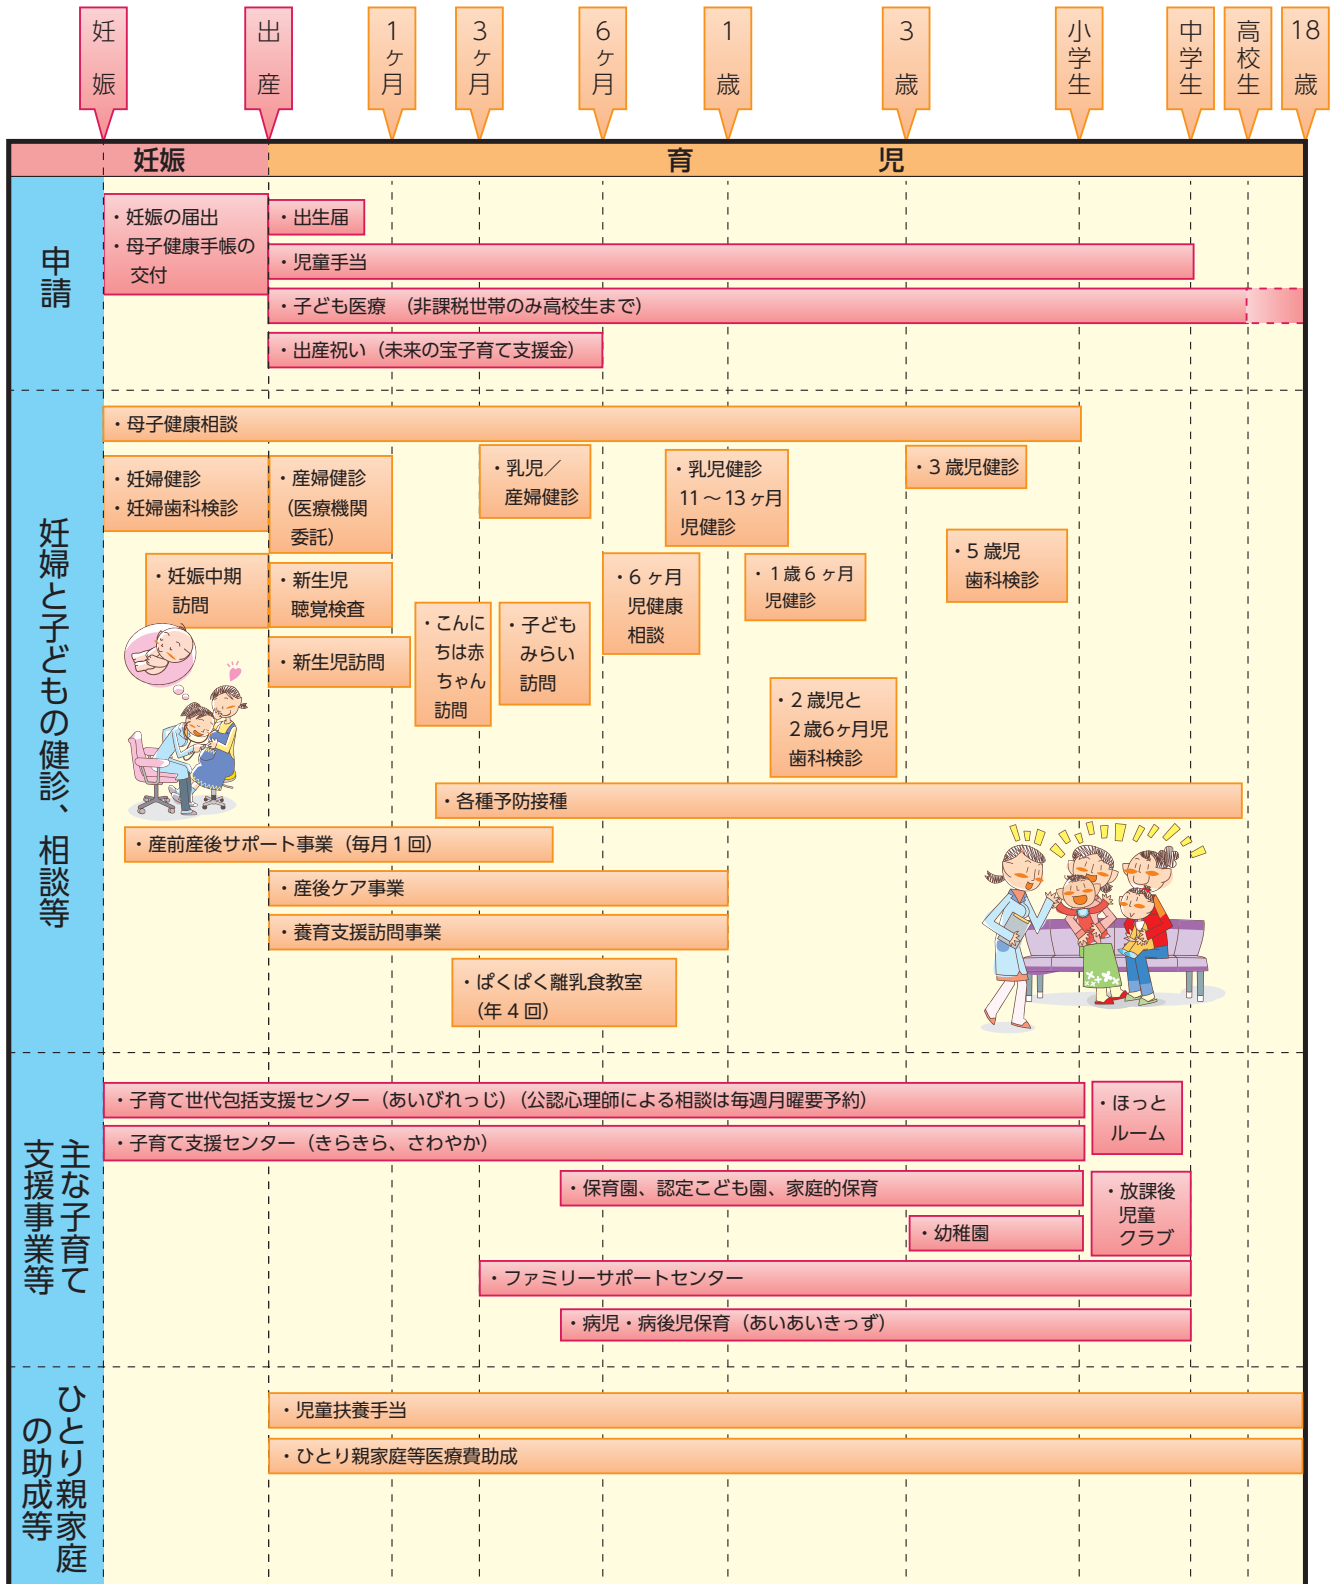 妊娠
出産
1ヶ月
3ヶ月
6ヶ月
1歳
3歳
小学生
中学生
高校生
18歳
妊娠
育児
申請
・妊娠の届出
・母子健康手帳の
交付
・出生届
・児童手当
・子ども医療 （非課税世帯のみ高校生まで）
・出産祝い（未来の宝子育て支援金）
妊婦と子どもの健診、相談等
・母子健康相談
・妊婦健診
・妊婦歯科検診
・産婦健診
（医療機関
委託）
・乳児／
産婦健診
・乳児健診
11～13ヶ月
児健診
・3歳児健診
・5歳児
歯科検診
・妊娠中期
訪問
・新生児
聴覚検査
・6ヶ月
児健康
相談
・1歳6ヶ月
児健診
・新生児訪問
・こんに
ちは赤
ちゃん
訪問
・子ども
みらい
訪問
・2歳児と
2歳6ヶ月児
歯科検診
・各種予防接種
・産前産後サポート事業（毎月1回）
・産後ケア事業
・養育支援訪問事業
・ぱくぱく離乳食教室
（年4回）
主な子育て
支援事業等
・子育て世代包括支援センター（あいびれっじ）（公認心理師による相談は毎週月曜要予約）
・ほっと
ルーム
・子育て支援センター（きらきら、さわやか）
・保育園、認定こども園、家庭的保育
・放課後
児童
クラブ
・幼稚園
・ファミリーサポートセンター
・病児・病後児保育（あいあいきっず）
ひとり親家庭
の助成等
・児童扶養手当
・ひとり親家庭等医療費助成